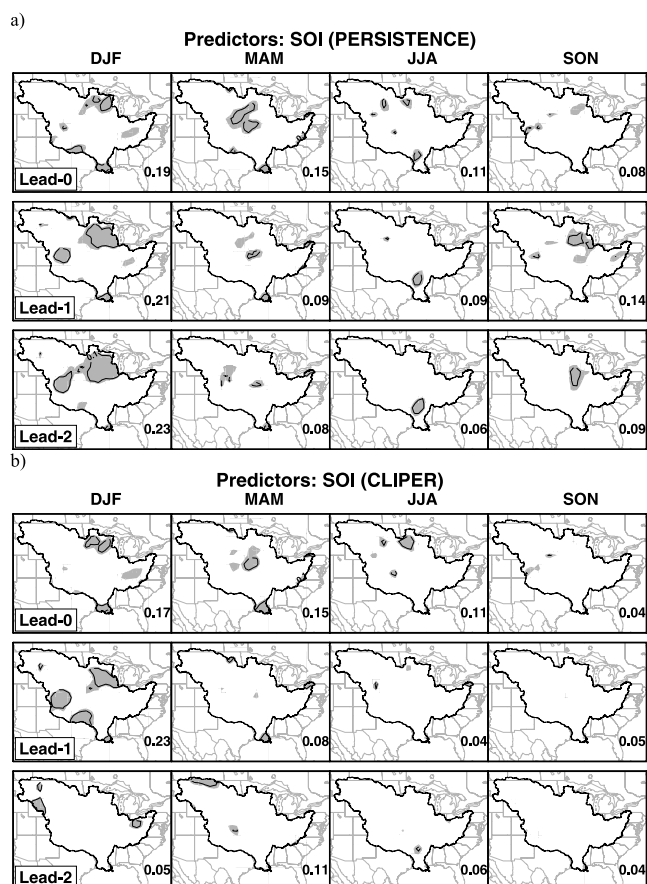 a)
Predictors: SOI (PERSISTENCE)
DJF MAM JJA SON
Lead-0 0.19 0.15 0.11 0.08
Lead-1 0.21 0.09 0.09 0.14
Lead-2 0.23 0.08 0.06 0.09
b)
Predictors: SOI (CLIPER)
DJF MAM JJA SON
Lead-0 0.17 0.15 0.11 0.04
Lead-1 0.23 0.08 0.04 0.05
Lead-2 0.05 0.11 0.06 0.04